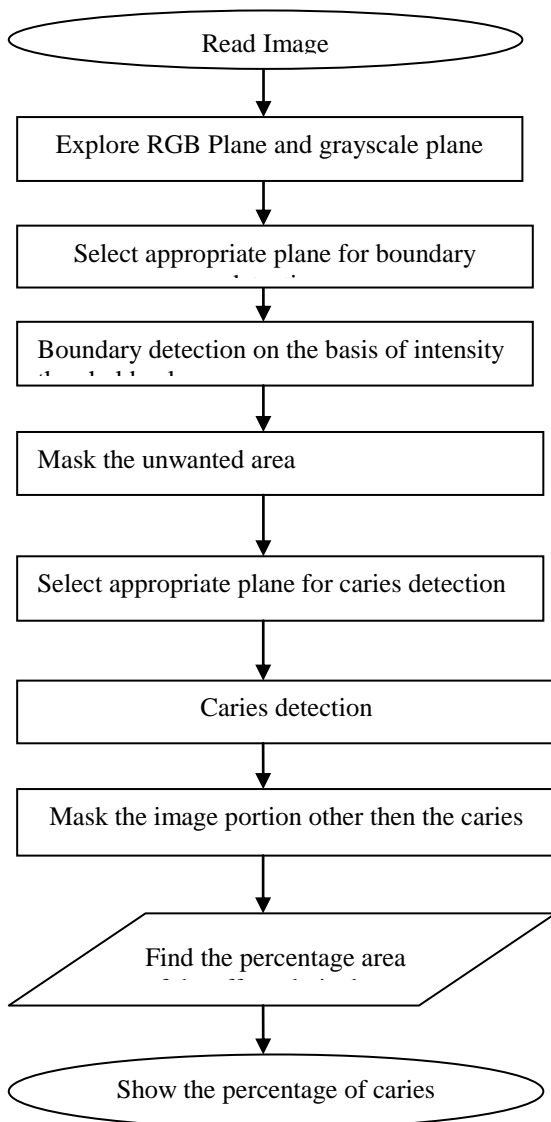 Read Image
Explore RGB Plane and grayscale plane
Select appropriate plane for boundary
Boundary detection on the basis of intensity
Mask the unwanted area
Select appropriate plane for caries detection
Caries detection
Mask the image portion other then the caries
Find the percentage area
Show the percentage of caries